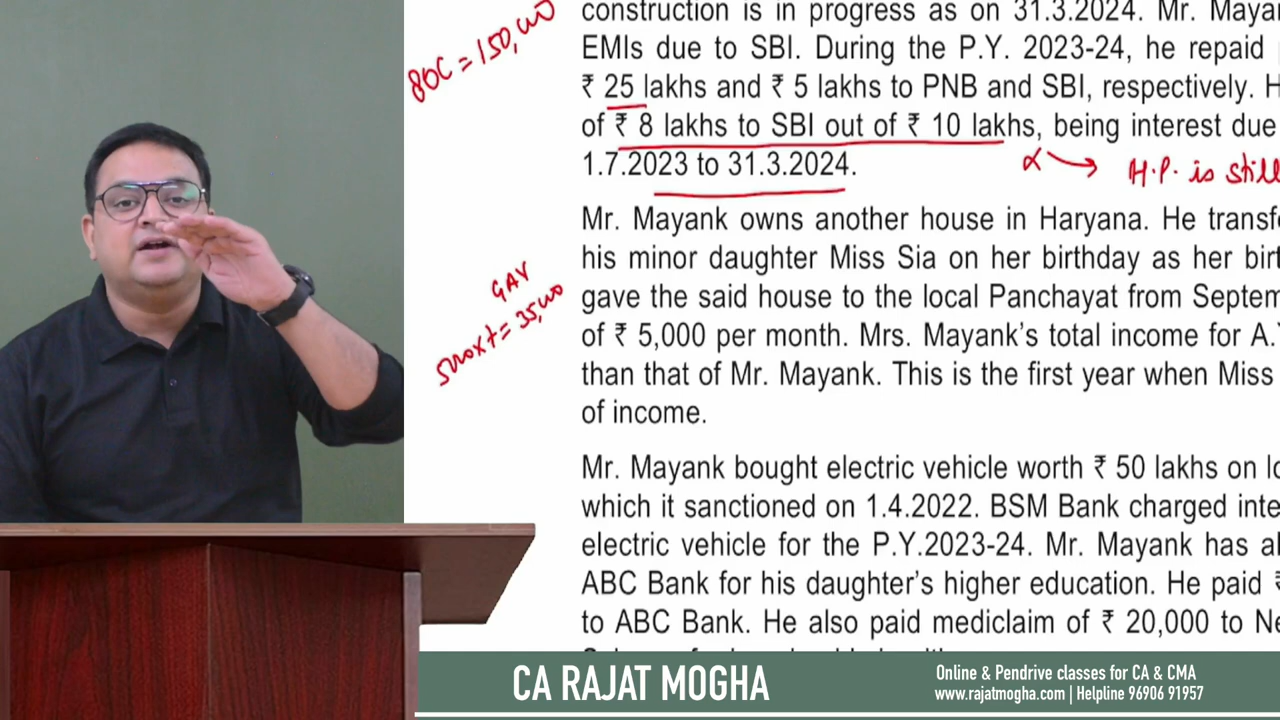 80C = 150,000
construction is in progress as on 31.3.2024. Mr.
EMIs due to SBI. During the P.Y. 2023-24, he repaid
₹ 25 lakhs and ₹ 5 lakhs to PNB and SBI, respectively.
of ₹ 8 lakhs to SBI out of ₹ 10 lakhs, being interest due
1.7.2023 to 31.3.2024.
H.P. is still
Mr. Mayank owns another house in Haryana. He
his minor daughter Miss Sia on her birthday as her
GAV
5000x7 = 35,000
gave the said house to the local Panchayat from
of ₹ 5,000 per month. Mrs. Mayank's total income for
than that of Mr. Mayank. This is the first year when Miss
of income.
Mr. Mayank bought electric vehicle worth ₹ 50 lakhs on
which it sanctioned on 1.4.2022. BSM Bank charged
electric vehicle for the P.Y.2023-24. Mr. Mayank has
ABC Bank for his daughter's higher education. He paid
to ABC Bank. He also paid mediclaim of ₹ 20,000 to
CA RAJAT MOGHA
Online & Pendrive classes for CA & CMA
www.rajatmogha.com | Helpline 96906 91957